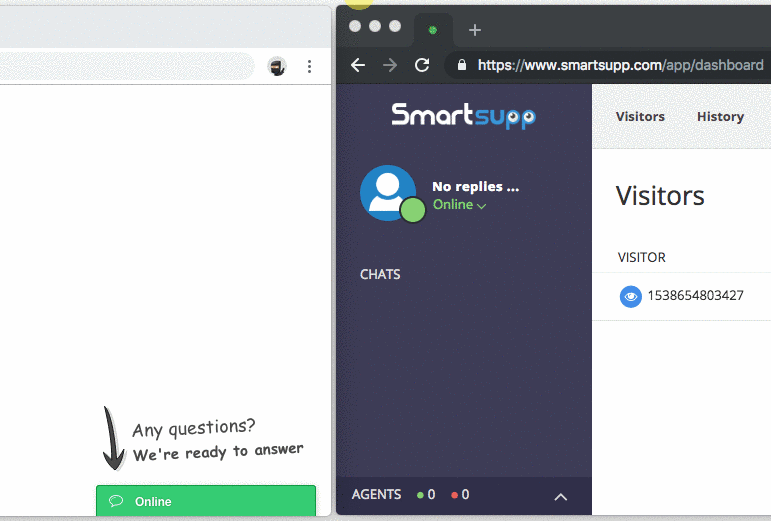 Any questions?
We're ready to answer
Online
https://www.smartsupp.com/app/dashboard
Smartsupp
No replies ...
Online
CHATS
AGENTS 0 0
Visitors History
Visitors
VISITOR
1538654803427